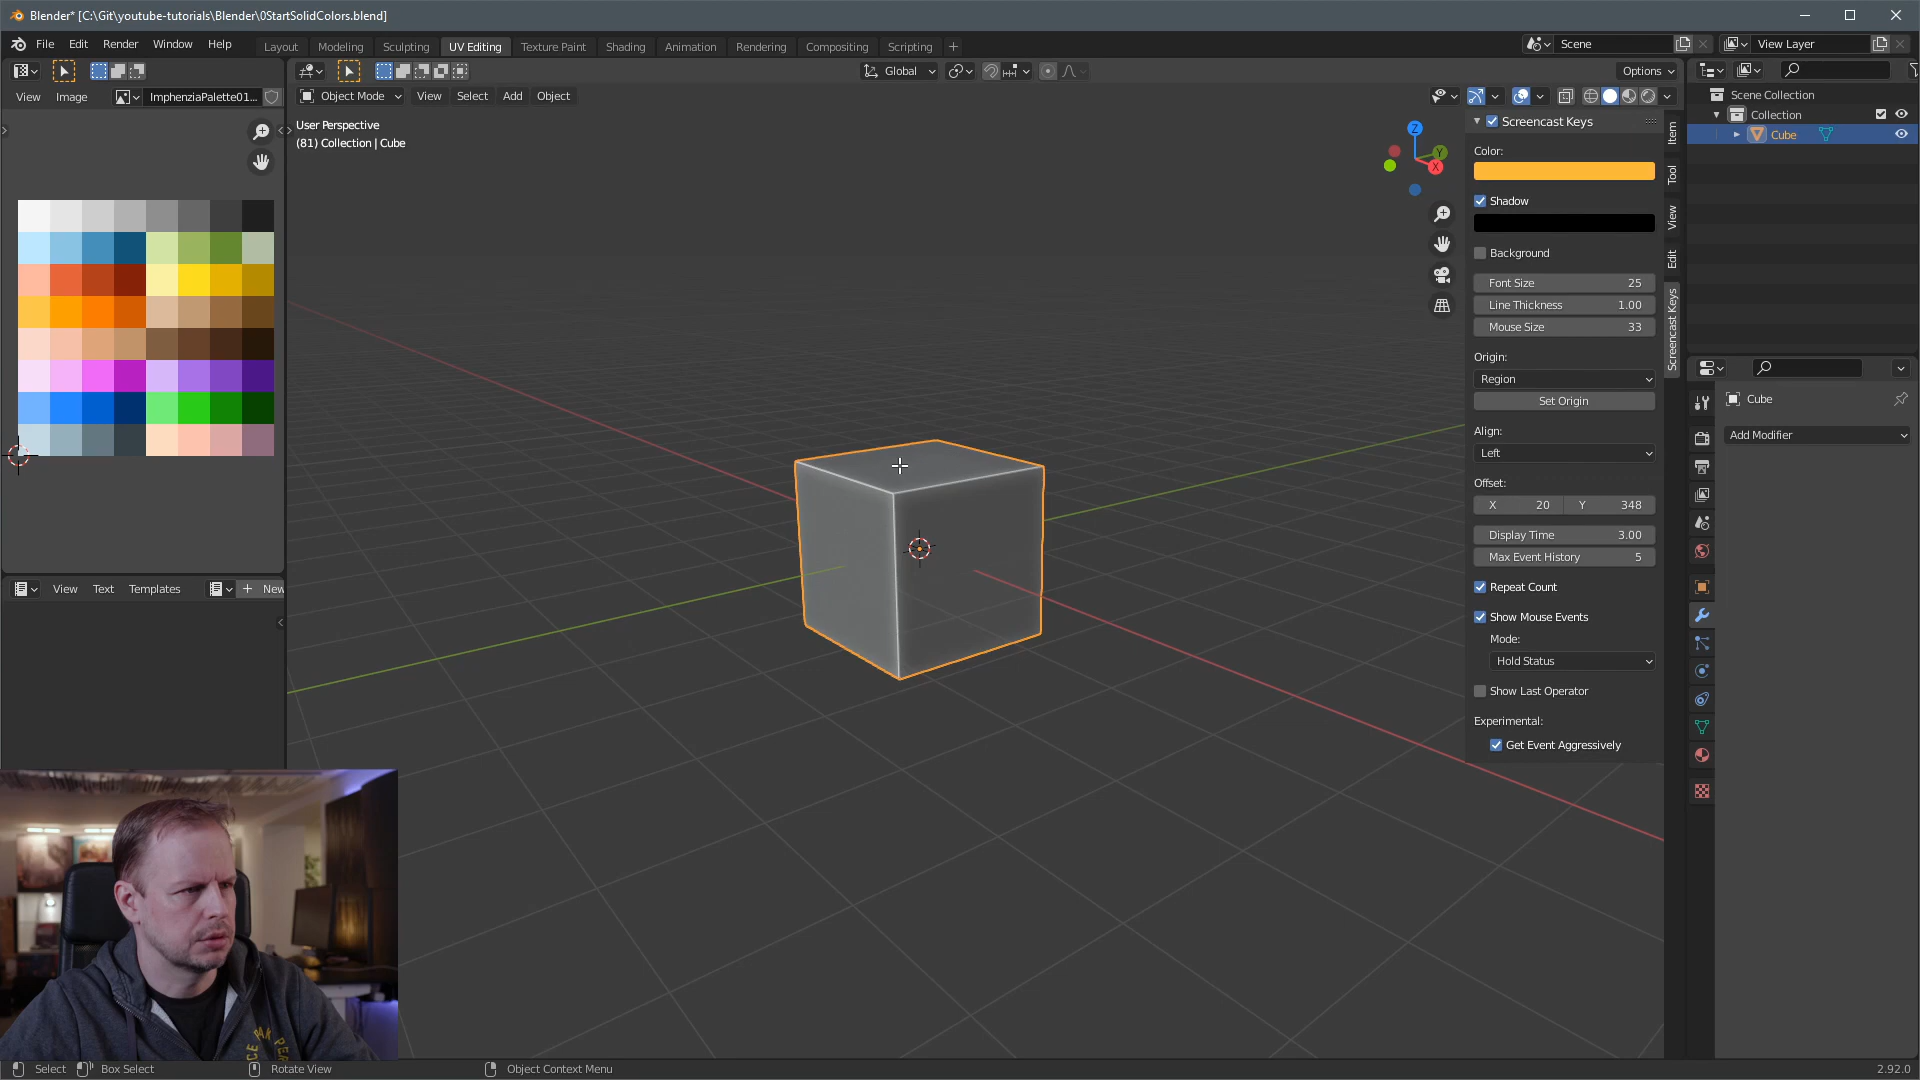 Blender* [C:\Git\youtube-tutorials\Blender\0StartSolidColors.blend]
File Edit Render Window Help
Layout Modeling Sculpting UV Editing Texture Paint Shading Animation Rendering Compositing Scripting +
Scene
View Layer
Global
Options
View Image
ImphenziaPalette01...
Object Mode View Select Add Object
User Perspective
(81) Collection | Cube
Z
Y
X
Screencast Keys
Color:
Shadow
Background
Font Size 25
Line Thickness 1.00
Mouse Size 33
Origin:
Region
Set Origin
Align:
Left
Offset:
X 20 Y 348
Display Time 3.00
Max Event History 5
Repeat Count
Show Mouse Events
Mode:
Hold Status
Show Last Operator
Experimental:
Get Event Aggressively
Item
Tool
View
Edit
Screencast Keys
Scene Collection
Collection
Cube
Cube
Add Modifier
View Text Templates
+ New
Select Box Select Rotate View Object Context Menu
2.92.0